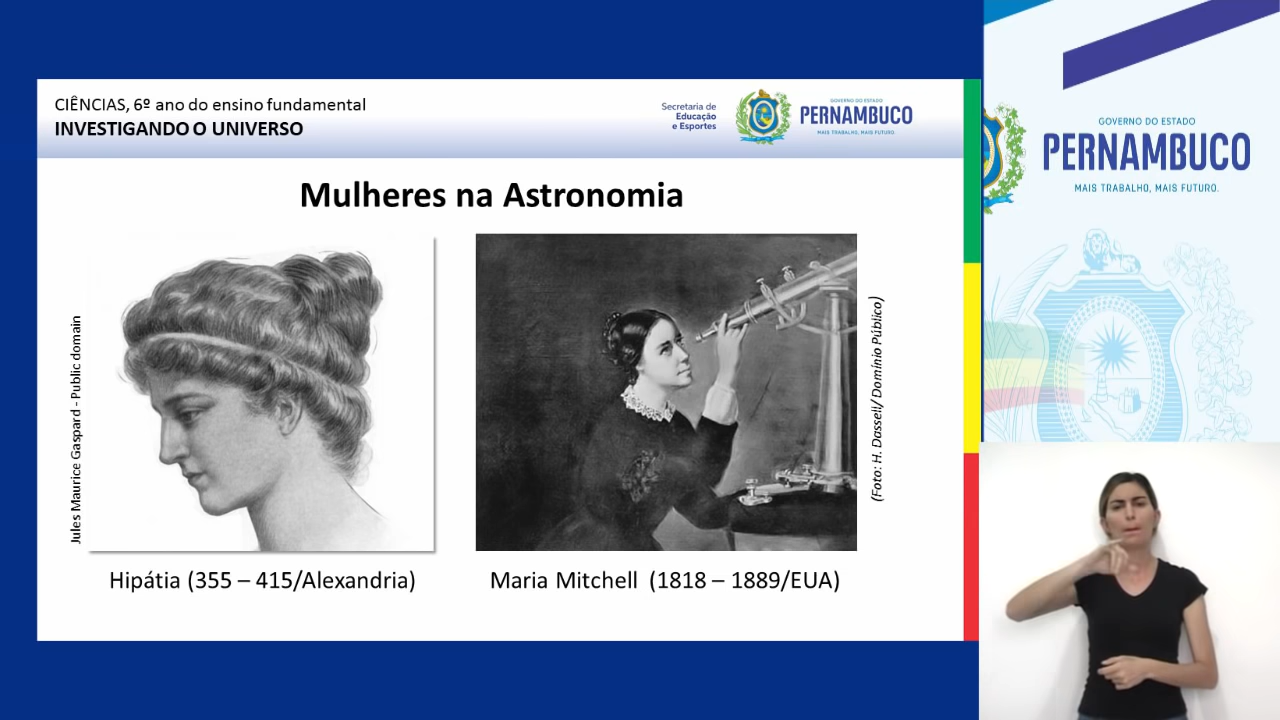 CIÊNCIAS, 6º ano do ensino fundamental
INVESTIGANDO O UNIVERSO
Secretaria de
Educação
e Esportes
GOVERNO DO ESTADO
PERNAMBUCO
MAIS TRABALHO, MAIS FUTURO.
GOVERNO DO ESTADO
PERNAMBUCO
MAIS TRABALHO, MAIS FUTURO.
Mulheres na Astronomia
Jules Maurice Gaspard - Public domain
(Foto: H. Dassell/ Domínio Público)
Hipátia (355 – 415/Alexandria)
Maria Mitchell (1818 – 1889/EUA)